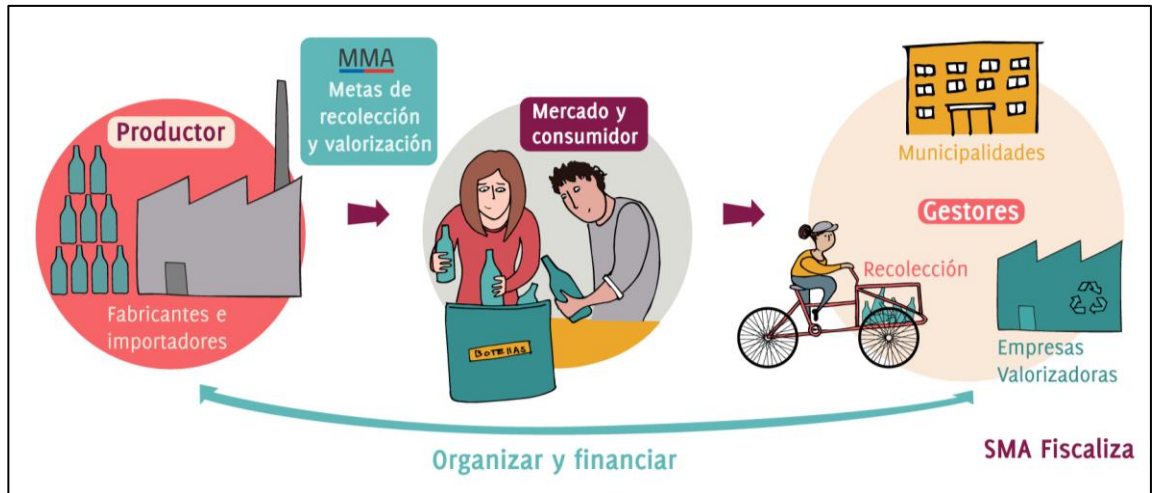 MMA
Metas de
recolección
y valorización
Productor
Fabricantes e
importadores
Mercado y
consumidor
BOTELLAS
Municipalidades
Gestores
Recolección
Empresas
Valorizadoras
Organizar y financiar
SMA Fiscaliza